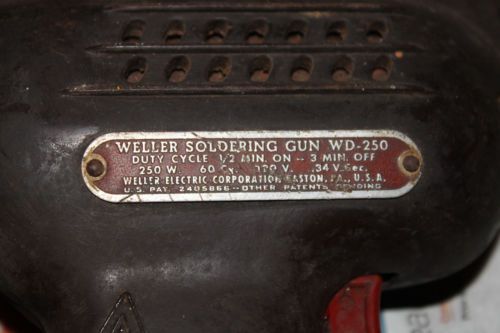 WELLER SOLDERING GUN WD-250
DUTY CYCLE 1/2 MIN. ON -- 3 MIN. OFF
250 W. 60 V. .34 V. Sec.
WELLER ELECTRIC CORPORATION EASTON, PA., U.S.A.
U.S. PAT. 2405866 -- OTHER PATENTS PENDING